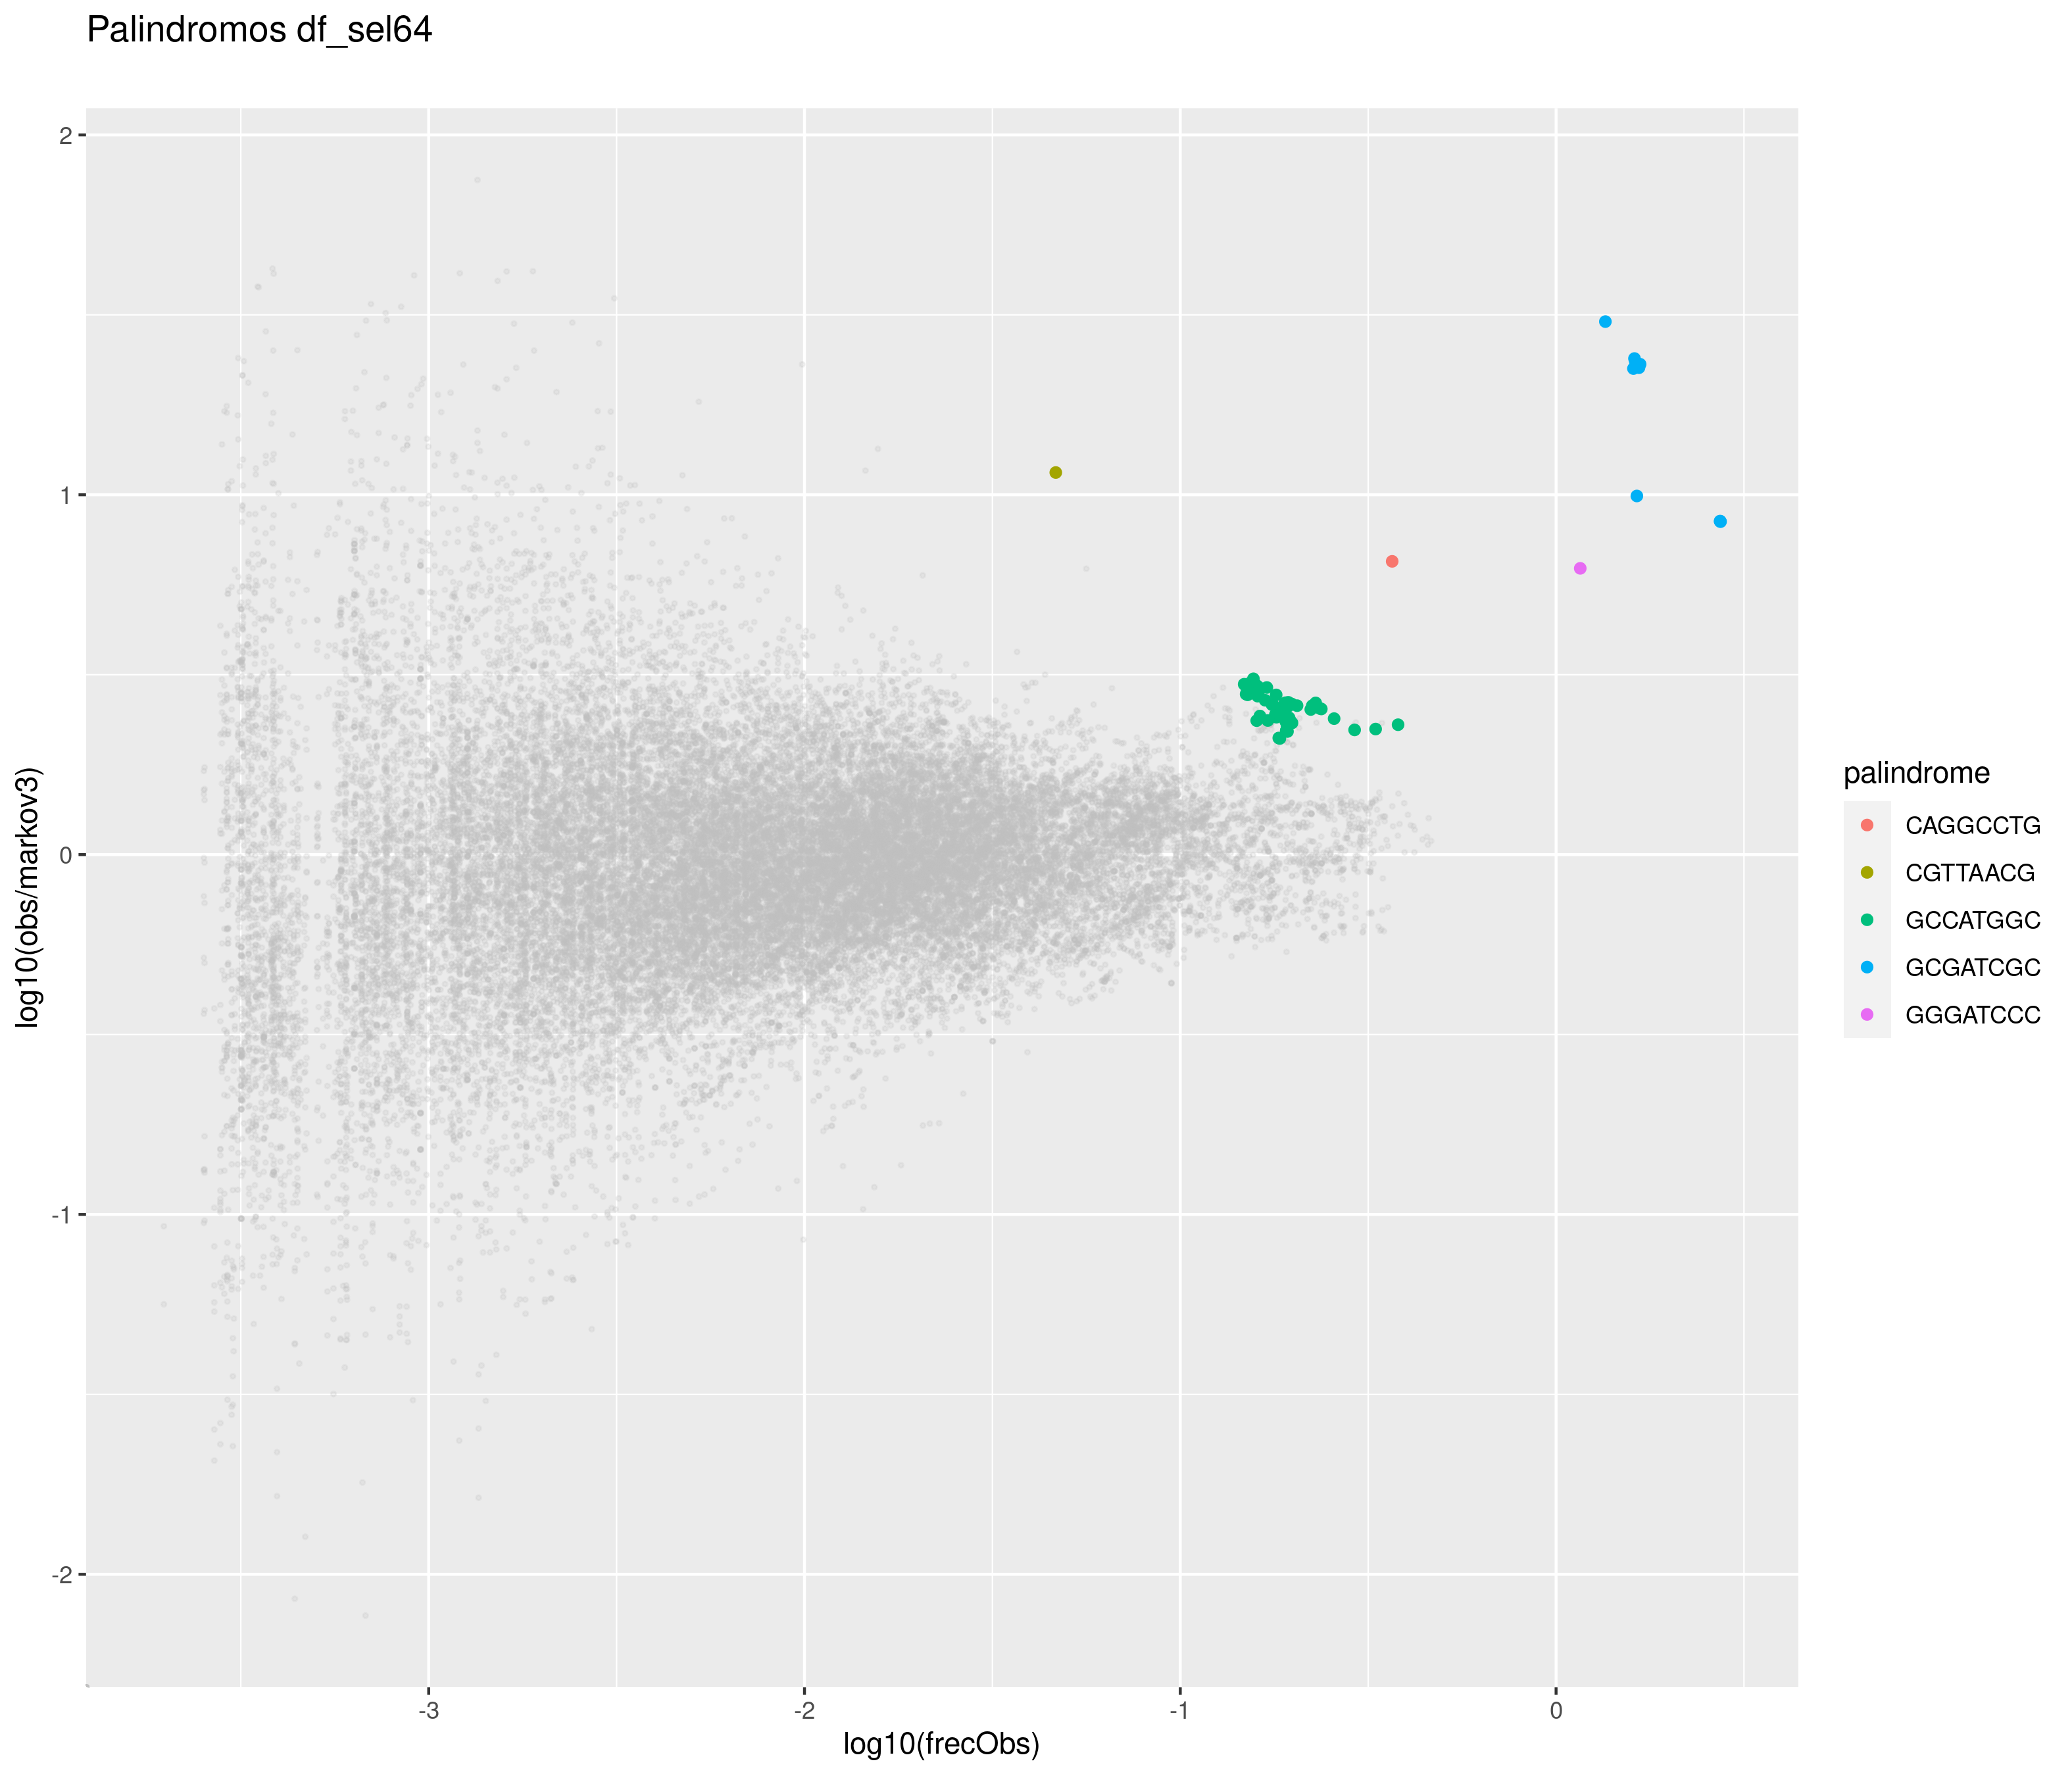 Palindromos df_sel64
2
1
0
-1
-2
log10(obs/markov3)
-3
-2
-1
0
log10(frecObs)
palindrome
CAGGCCTG
CGTTAACG
GCCATGGC
GCGATCGC
GGGATCCC